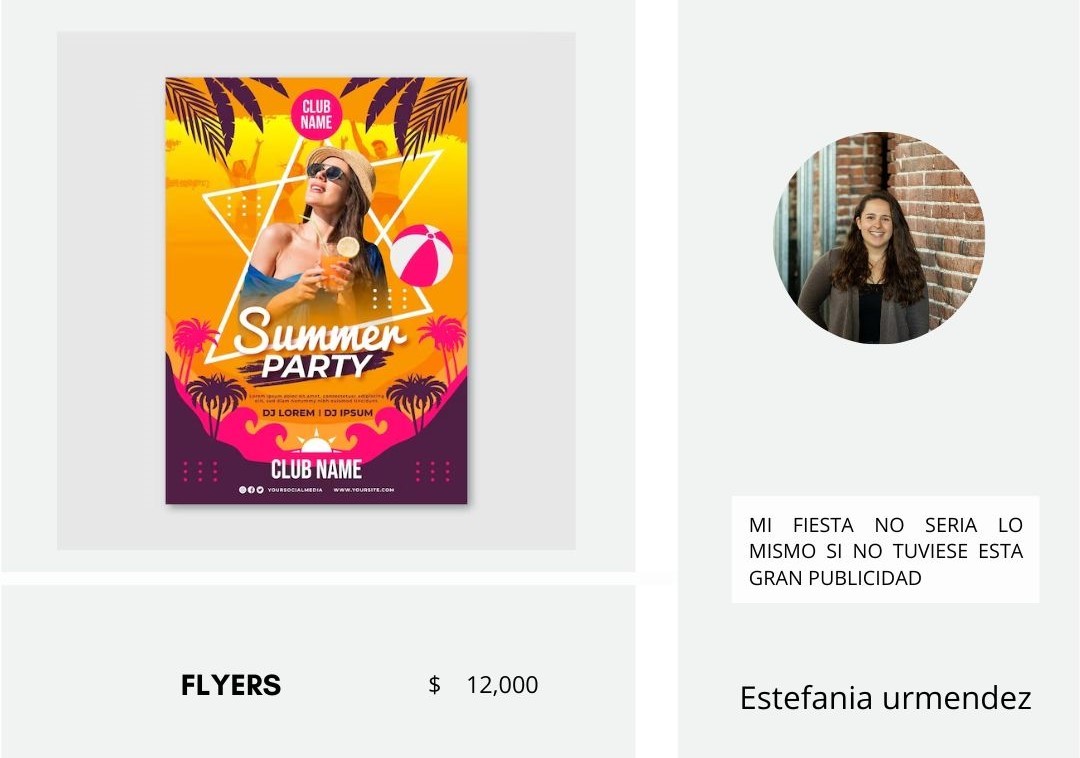 CLUB
NAME
Summer
PARTY
DJ LOREM | DJ IPSUM
CLUB NAME
YOURSOCIALMEDIA WWW.YOURSITE.COM
MI FIESTA NO SERIA LO
MISMO SI NO TUVIESE ESTA
GRAN PUBLICIDAD
FLYERS $ 12,000
Estefania urmendez